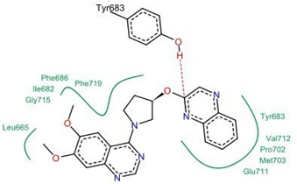 Tyr683
O
H
Phe686
Phe719
Ile682
Gly715
O
N
N
Leu665
O
N
O
N
N
Tyr683
Val712
Pro702
Met703
Glu711